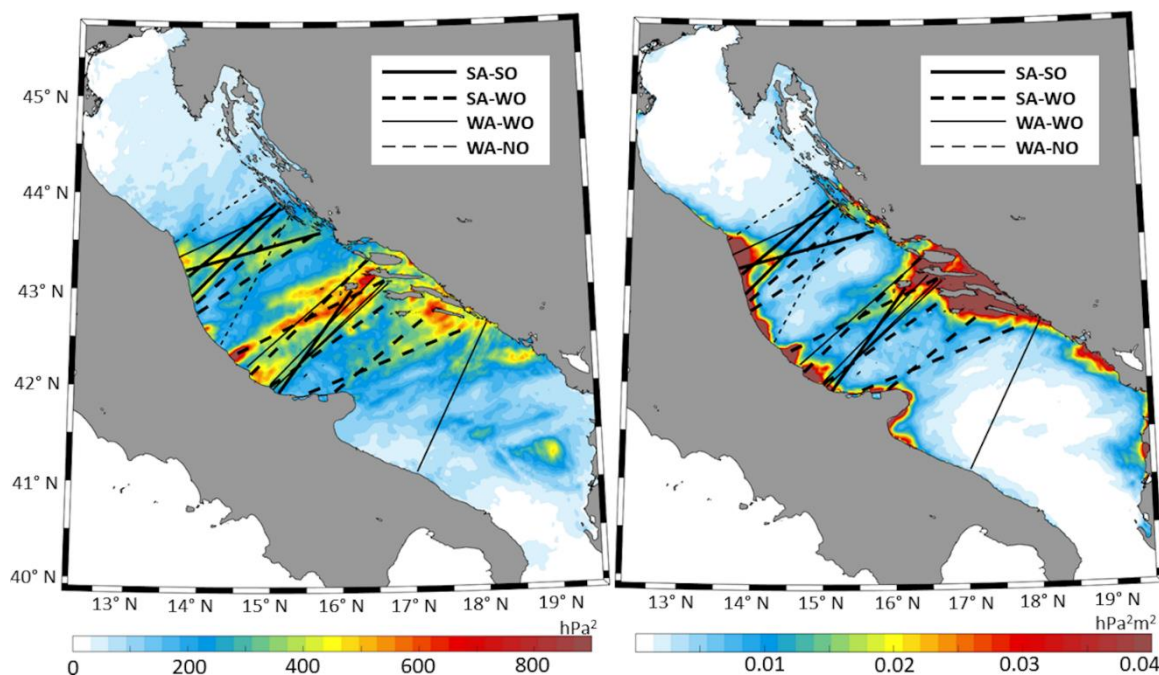 SA-SO
SA-WO
WA-WO
WA-NO
SA-SO
SA-WO
WA-WO
WA-NO
45° N
44° N
43° N
42° N
41° N
40° N
13° N 14° N 15° N 16° N 17° N 18° N 19° N
13° N 14° N 15° N 16° N 17° N 18° N 19° N
hPa²
hPa²m²
0 200 400 600 800
0.01 0.02 0.03 0.04